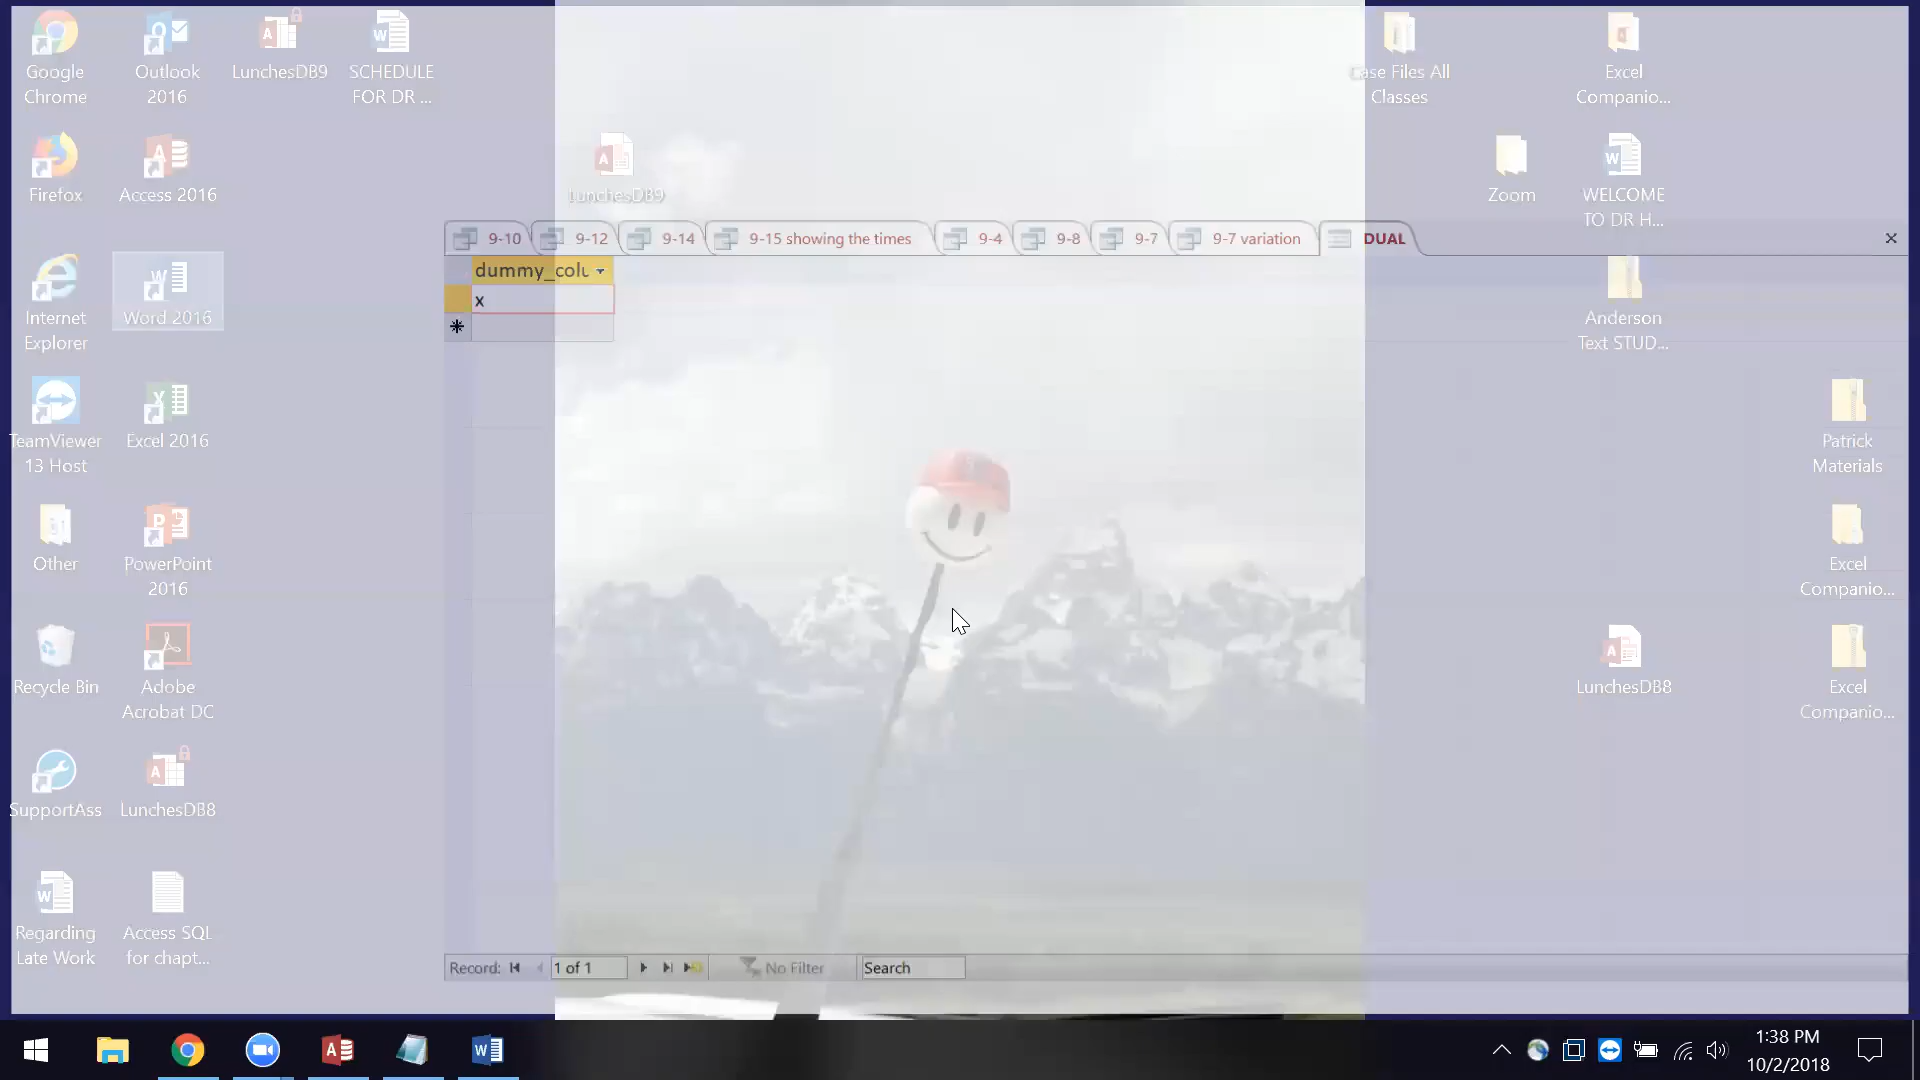 Google
Chrome
Outlook
2016
LunchesDB9
SCHEDULE
FOR DR ...
Files All
Classes
Excel
Companio...
Firefox
Access 2016
LunchesDB9
Zoom
WELCOME
TO DR H...
9-10
9-12
9-14
9-15 showing the times
9-4
9-8
9-7
9-7 variation
DUAL
dummy_colu
x
Internet
Explorer
Word 2016
Anderson
Text STUD...
TeamViewer
13 Host
Excel 2016
Patrick
Materials
Other
PowerPoint
2016
Excel
Companio...
Recycle Bin
Adobe
Acrobat DC
LunchesDB8
Excel
Companio...
SupportAss
LunchesDB8
Regarding
Late Work
Access SQL
for chapt...
Record:
1 of 1
No Filter
Search
1:38 PM
10/2/2018